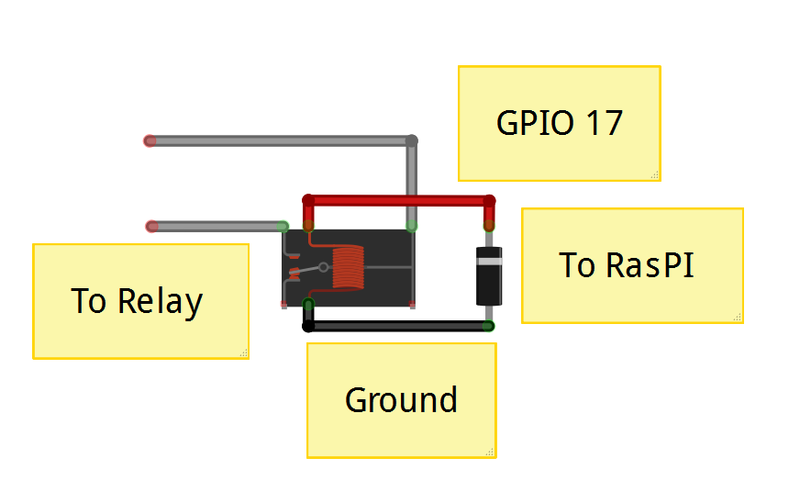 GPIO 17
To RasPI
To Relay
Ground